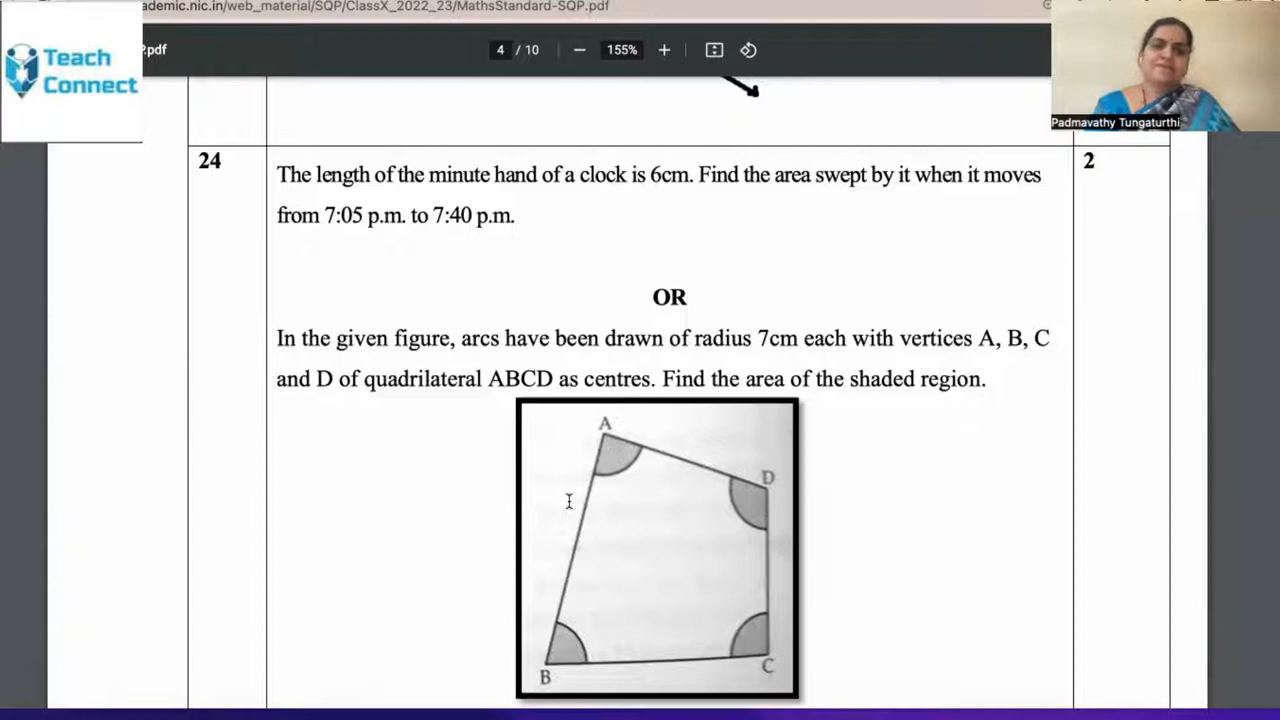 ademic.nic.in/web_material/SQP/ClassX_2022_23/MathsStandard-SQP.pdf
Teach
Connect
?.pdf
4 / 10
155%
Padmavathy Tungaturthi
24
The length of the minute hand of a clock is 6cm. Find the area swept by it when it moves
2
from 7:05 p.m. to 7:40 p.m.
OR
In the given figure, arcs have been drawn of radius 7cm each with vertices A, B, C
and D of quadrilateral ABCD as centres. Find the area of the shaded region.
A
D
B
C